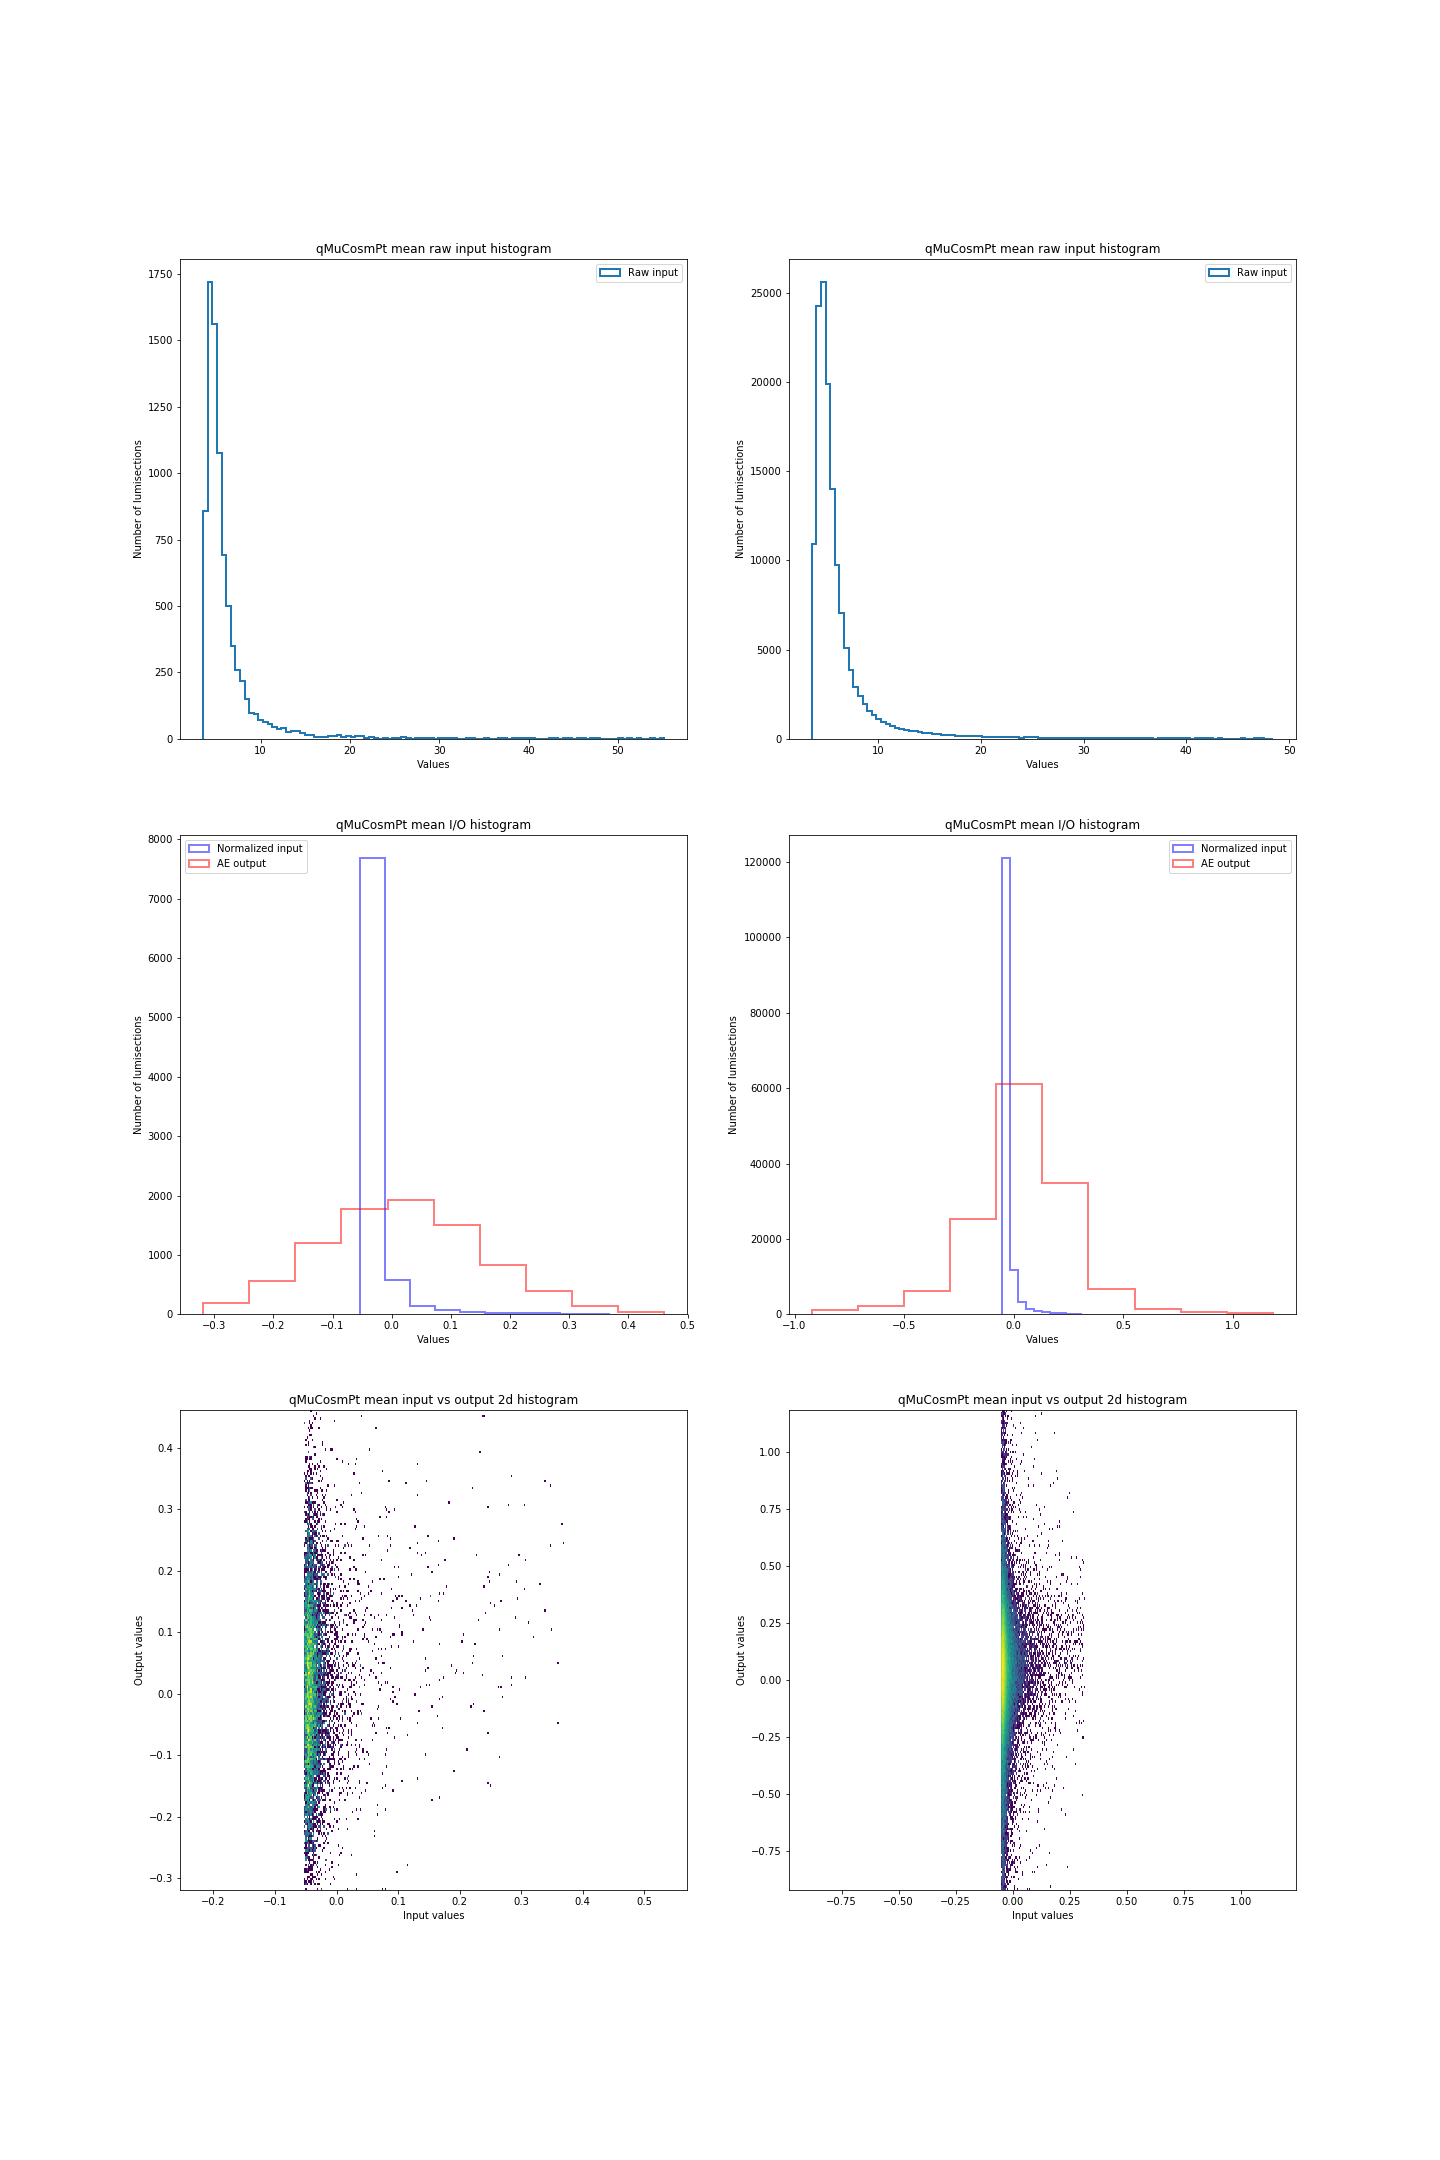 qMuCosmPt mean raw input histogram
Raw input
1750
1500
1250
1000
750
500
250
0
Number of lumisections
10 20 30 40 50
Values
qMuCosmPt mean raw input histogram
Raw input
25000
20000
15000
10000
5000
0
Number of lumisections
10 20 30 40 50
Values
qMuCosmPt mean I/O histogram
Normalized input
AE output
8000
7000
6000
5000
4000
3000
2000
1000
0
Number of lumisections
−0.3 −0.2 −0.1 0.0 0.1 0.2 0.3 0.4 0.5
Values
qMuCosmPt mean I/O histogram
Normalized input
AE output
120000
100000
80000
60000
40000
20000
0
Number of lumisections
−1.0 −0.5 0.0 0.5 1.0
Values
qMuCosmPt mean input vs output 2d histogram
0.4
0.3
0.2
0.1
0.0
−0.1
−0.2
−0.3
Output values
−0.2 −0.1 0.0 0.1 0.2 0.3 0.4 0.5
Input values
qMuCosmPt mean input vs output 2d histogram
1.00
0.75
0.50
0.25
0.00
−0.25
−0.50
−0.75
Output values
−0.75 −0.50 −0.25 0.00 0.25 0.50 0.75 1.00
Input values